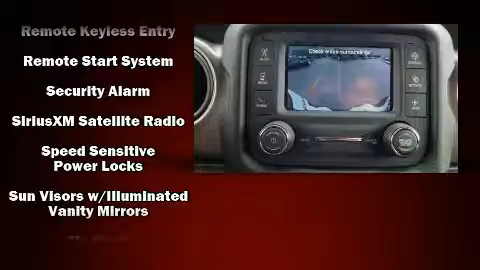 Remote Keyless Entry
Remote Start System
Security Alarm
SiriusXM Satellite Radio
Speed Sensitive
Power Locks
Sun Visors w/Illuminated
Vanity Mirrors
Check entire surroundings